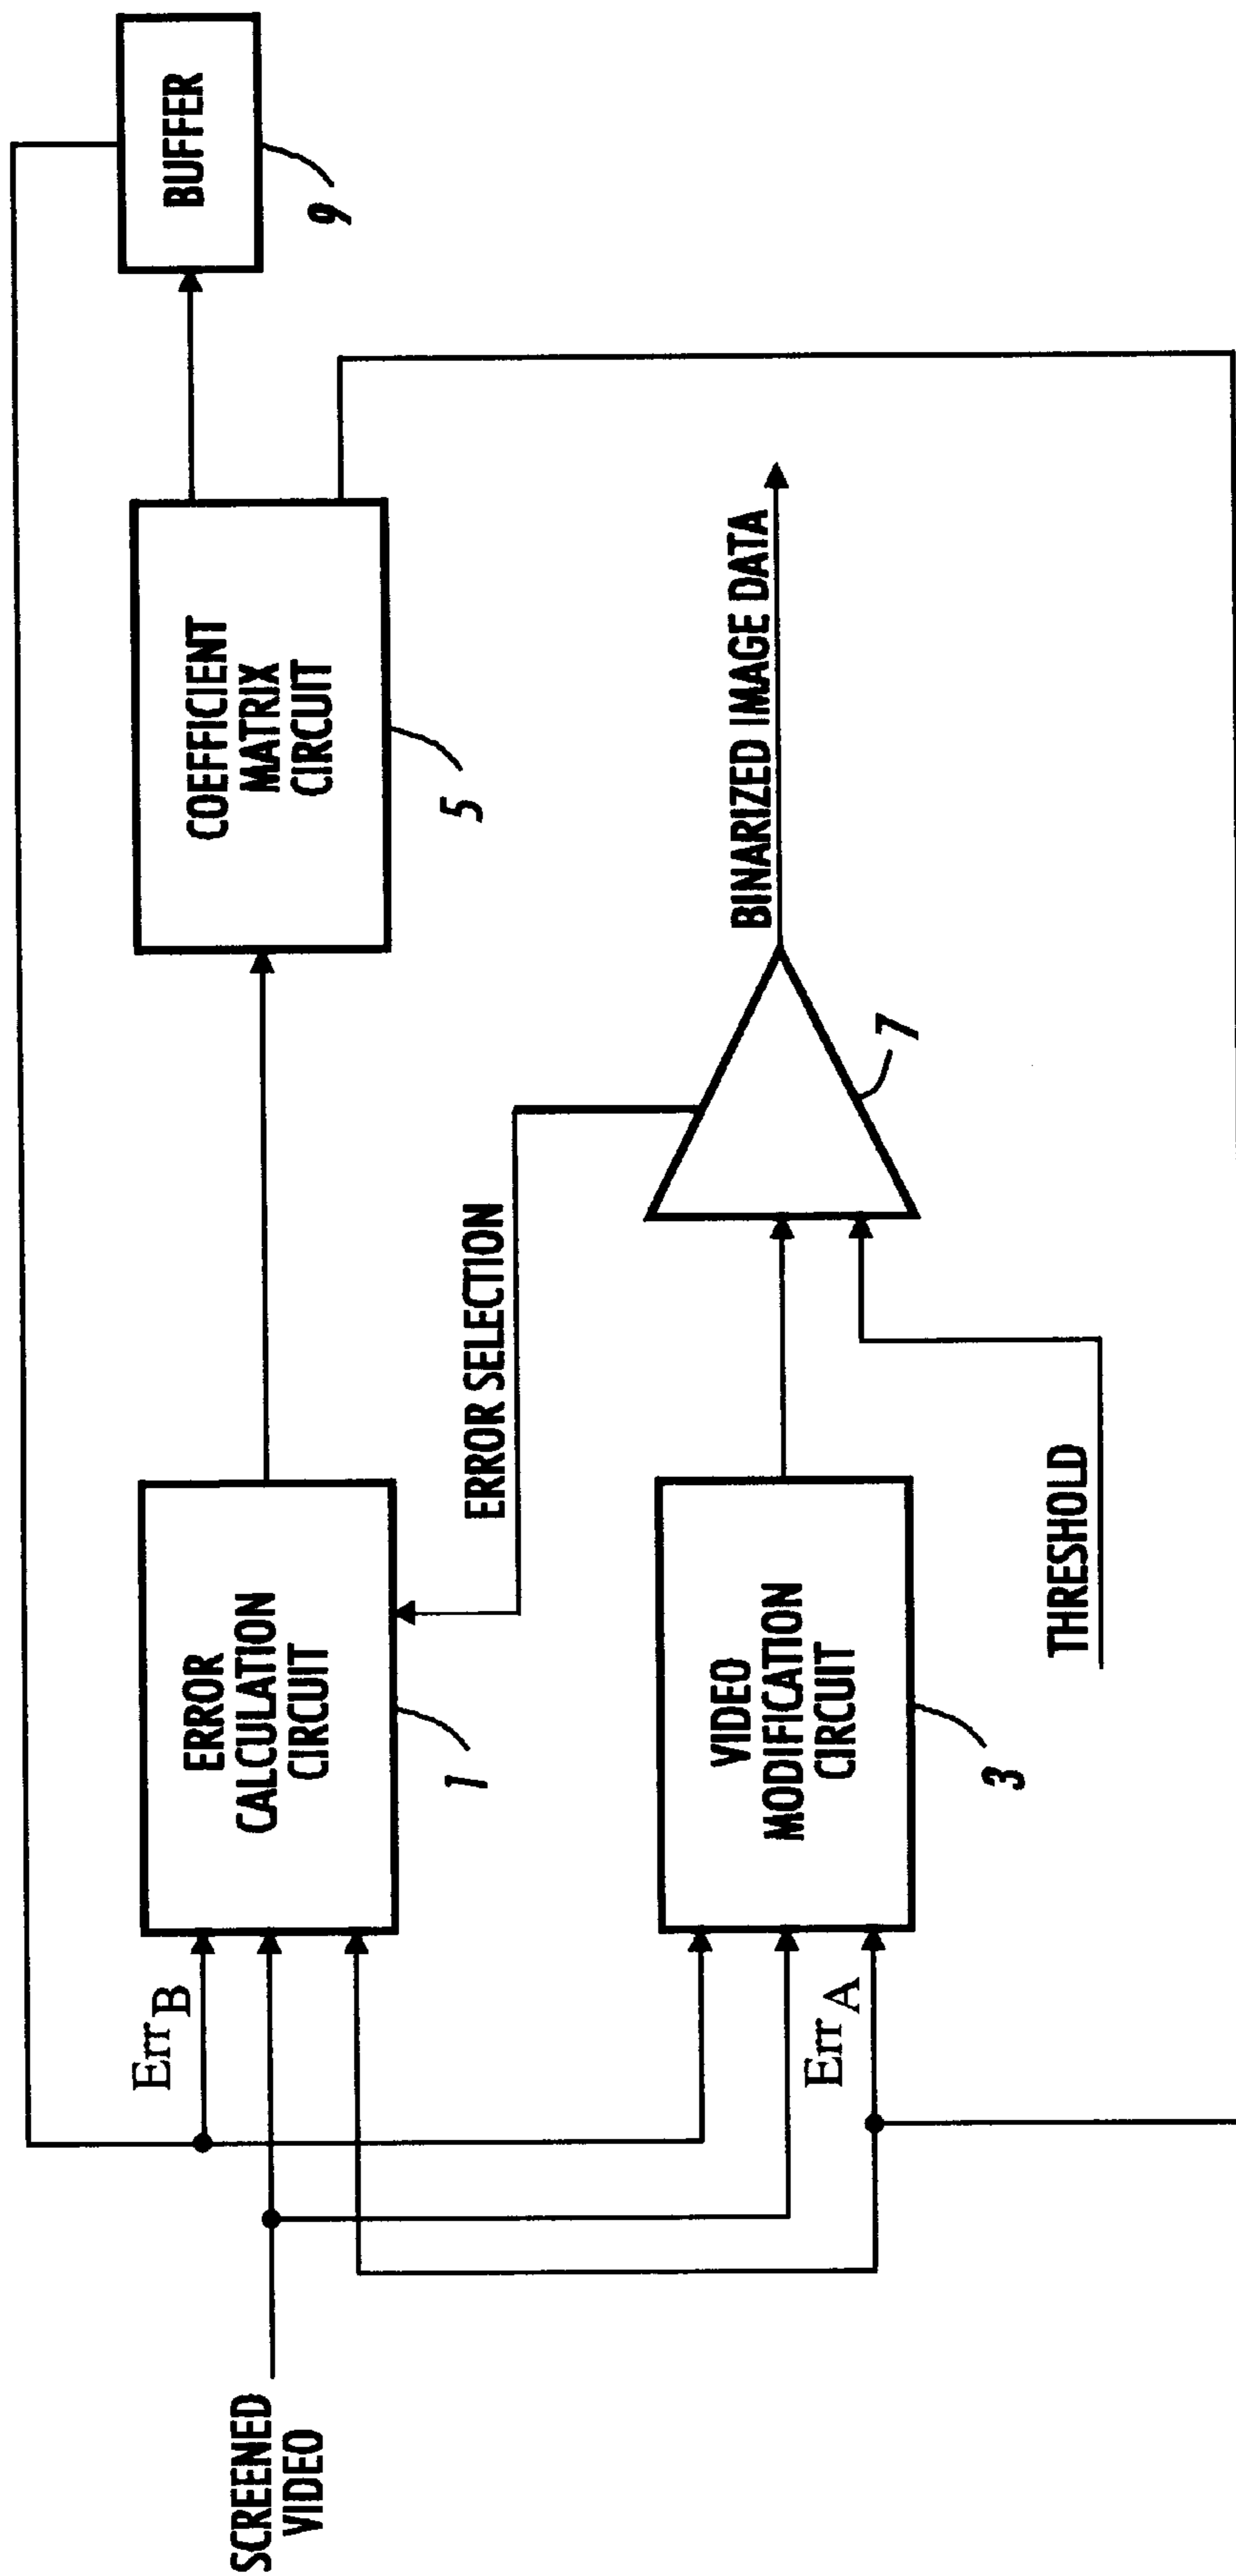 BUFFER
9
COEFFICIENT
MATRIX
CIRCUIT
5
BINARIZED IMAGE DATA
7
ERROR SELECTION
ERROR
CALCULATION
CIRCUIT
1
VIDEO
MODIFICATION
CIRCUIT
3
THRESHOLD
Err B
Err A
SCREENED
VIDEO